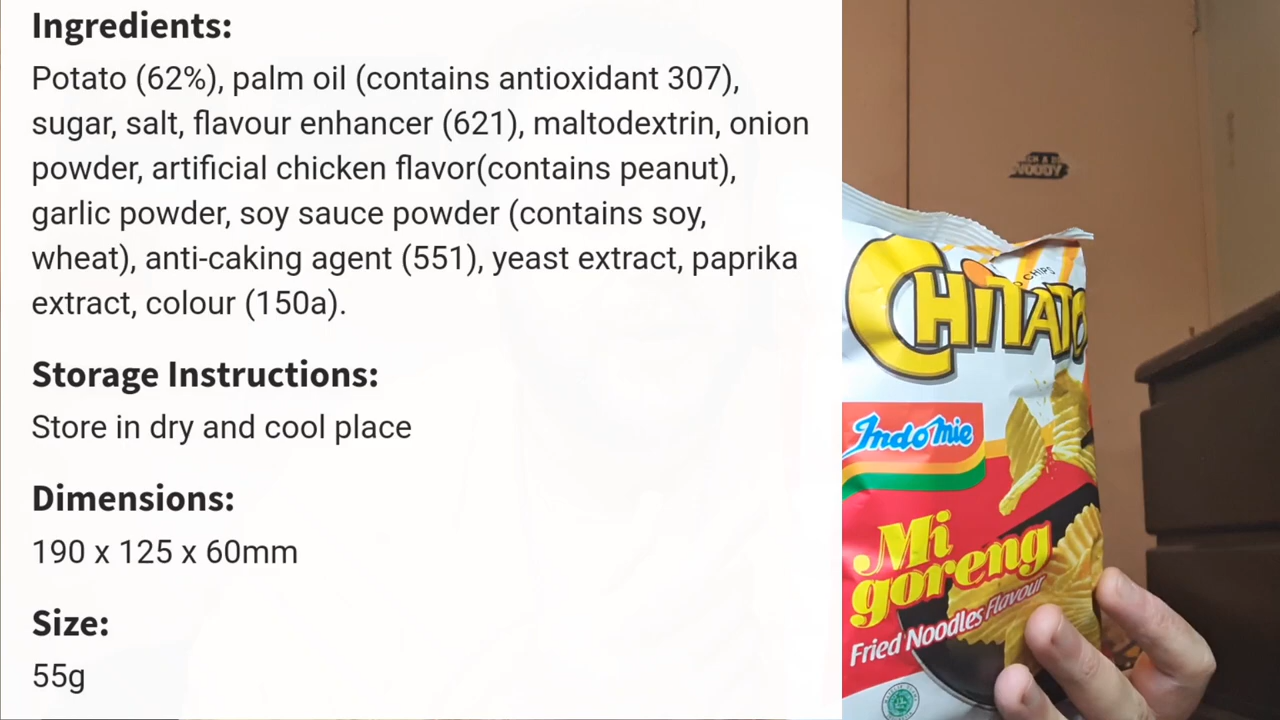 Ingredients:
Potato (62%), palm oil (contains antioxidant 307),
sugar, salt, flavour enhancer (621), maltodextrin, onion
powder, artificial chicken flavor(contains peanut),
garlic powder, soy sauce powder (contains soy,
wheat), anti-caking agent (551), yeast extract, paprika
extract, colour (150a).
Storage Instructions:
Store in dry and cool place
Dimensions:
190 x 125 x 60mm
Size:
55g
CHIPS
CHiTATO
Indomie
Mi
goreng
Fried Noodles Flavour